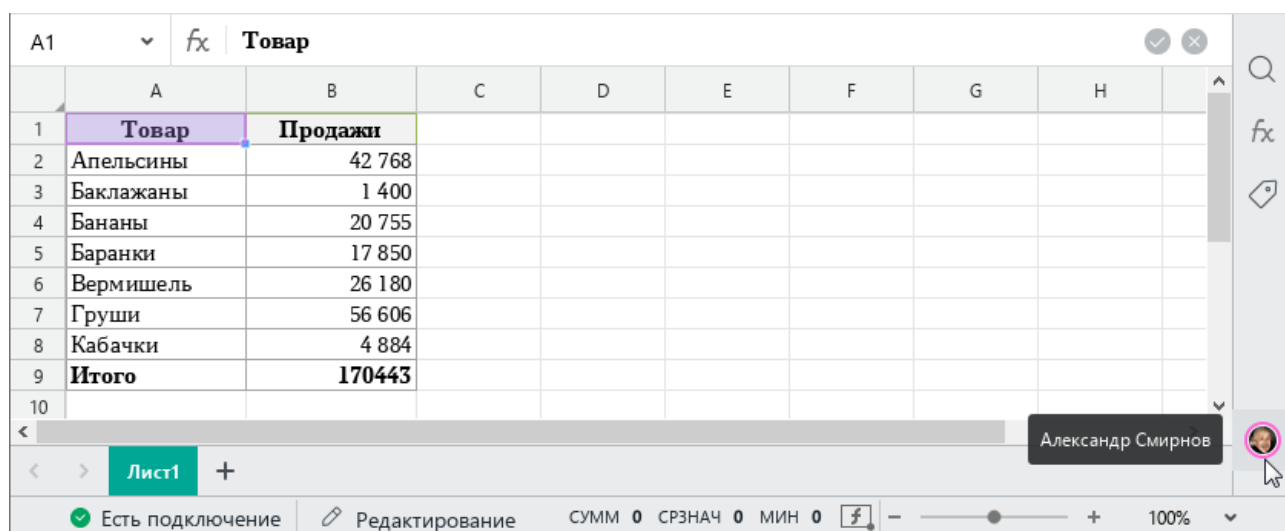 A1 fx Товар
A B C D E F G H
1 Товар Продажи
2 Апельсины 42 768
3 Баклажаны 1 400
4 Бананы 20 755
5 Баранки 17 850
6 Вермишель 26 180
7 Груши 56 606
8 Кабачки 4 884
9 Итого 170443
10
fx
Александр Смирнов
Лист1 +
Есть подключение Редактирование СУММ 0 СРЗНАЧ 0 МИН 0 f − + 100%